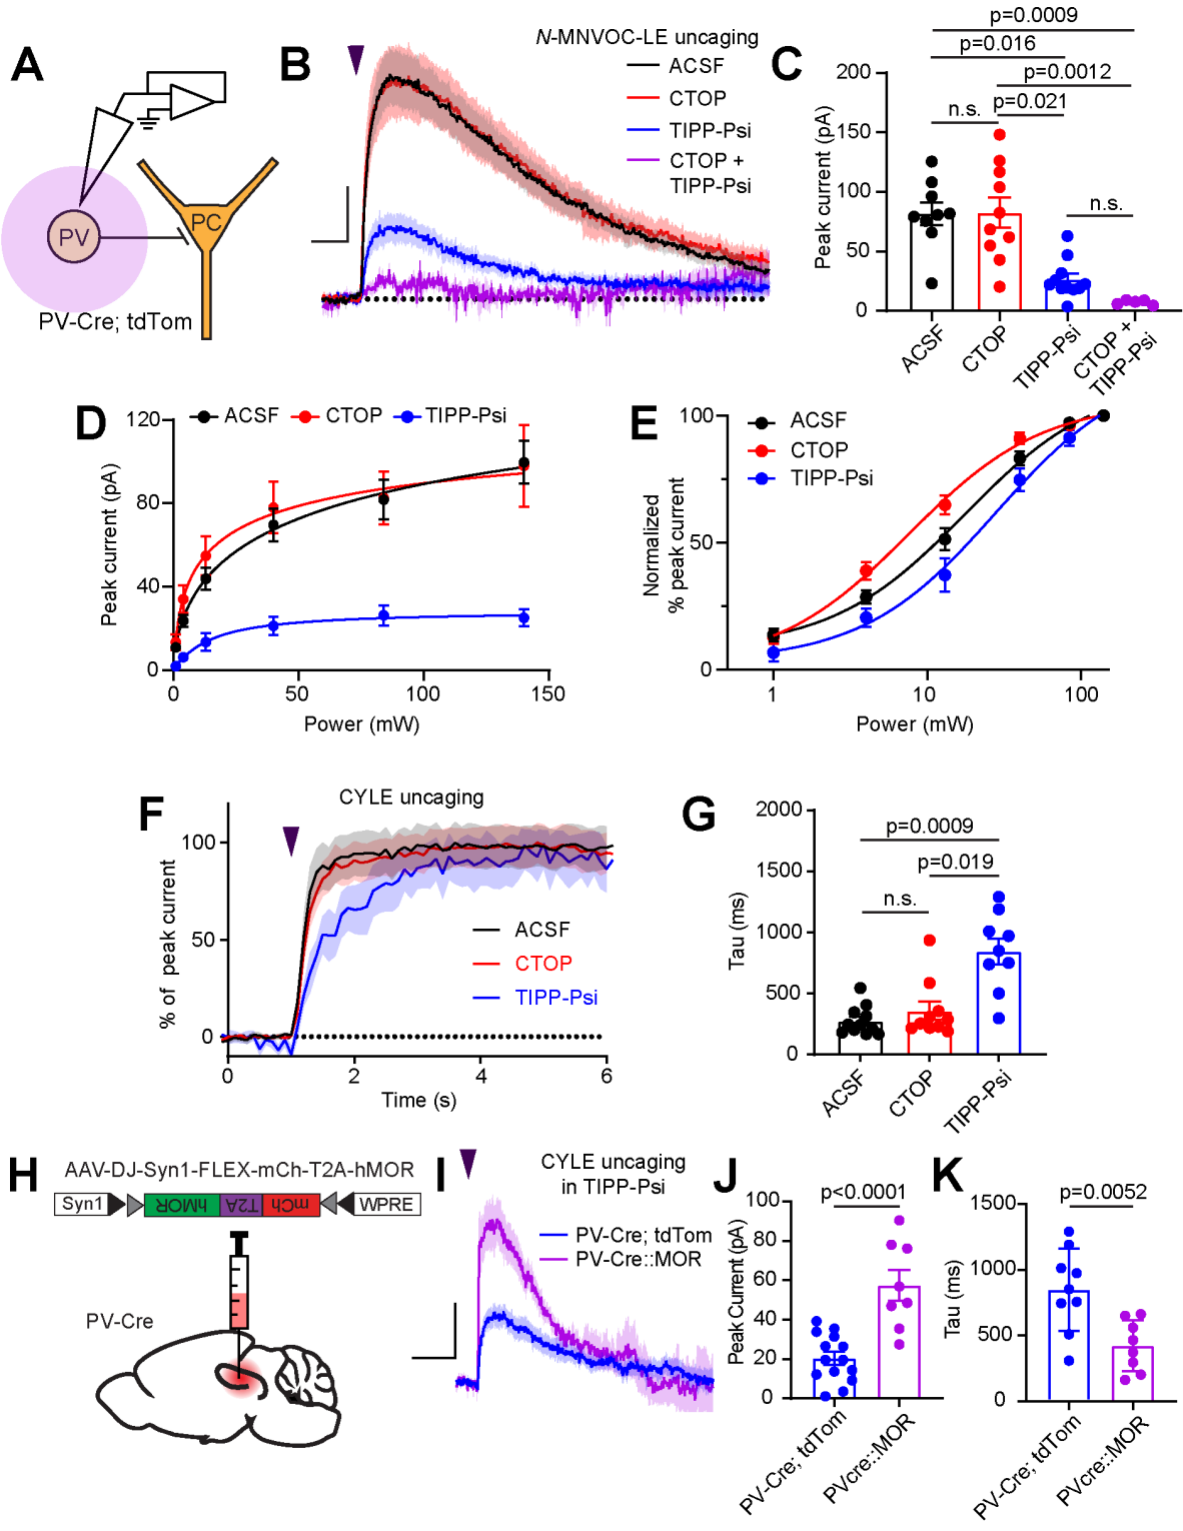 A
PV
PC
PV-Cre; tdTom
B
N-MNVOC-LE uncaging
ACSF
CTOP
TIPP-Psi
CTOP +
TIPP-Psi
C
p=0.0009
p=0.016
p=0.0012
n.s.
p=0.021
n.s.
Peak current (pA)
200
150
100
50
0
ACSF
CTOP
TIPP-Psi
CTOP +
TIPP-Psi
D
ACSF
CTOP
TIPP-Psi
Peak current (pA)
120
80
40
0
0
50
100
150
Power (mW)
E
ACSF
CTOP
TIPP-Psi
Normalized
% peak current
100
50
0
1
10
100
Power (mW)
F
CYLE uncaging
% of peak current
100
50
0
ACSF
CTOP
TIPP-Psi
0
2
4
6
Time (s)
G
p=0.0009
p=0.019
n.s.
Tau (ms)
2000
1500
1000
500
0
ACSF
CTOP
TIPP-Psi
H
AAV-DJ-Syn1-FLEX-mCh-T2A-hMOR
Syn1
hMOR
T2A
mCh
WPRE
PV-Cre
I
CYLE uncaging
in TIPP-Psi
PV-Cre; tdTom
PV-Cre::MOR
J
p<0.0001
Peak Current (pA)
100
80
60
40
20
0
PV-Cre; tdTom
PVcre::MOR
K
p=0.0052
Tau (ms)
1500
1000
500
0
PV-Cre; tdTom
PVcre::MOR